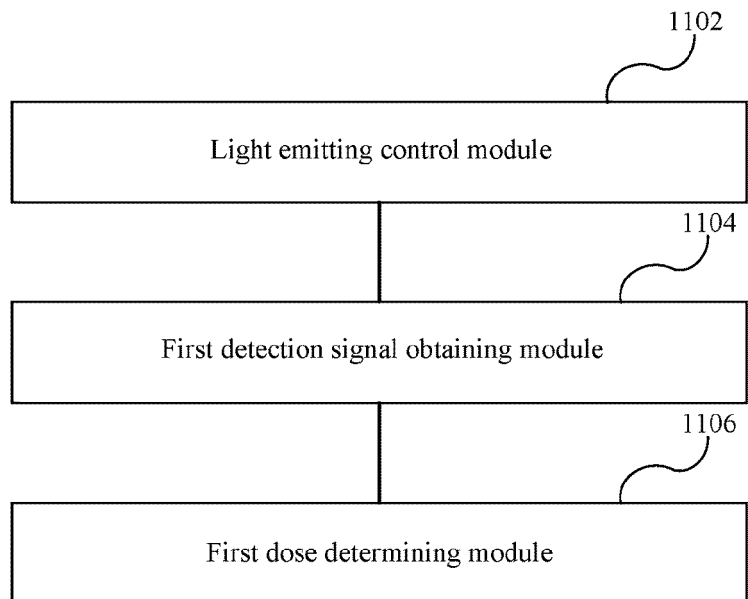 1102
Light emitting control module
1104
First detection signal obtaining module
1106
First dose determining module